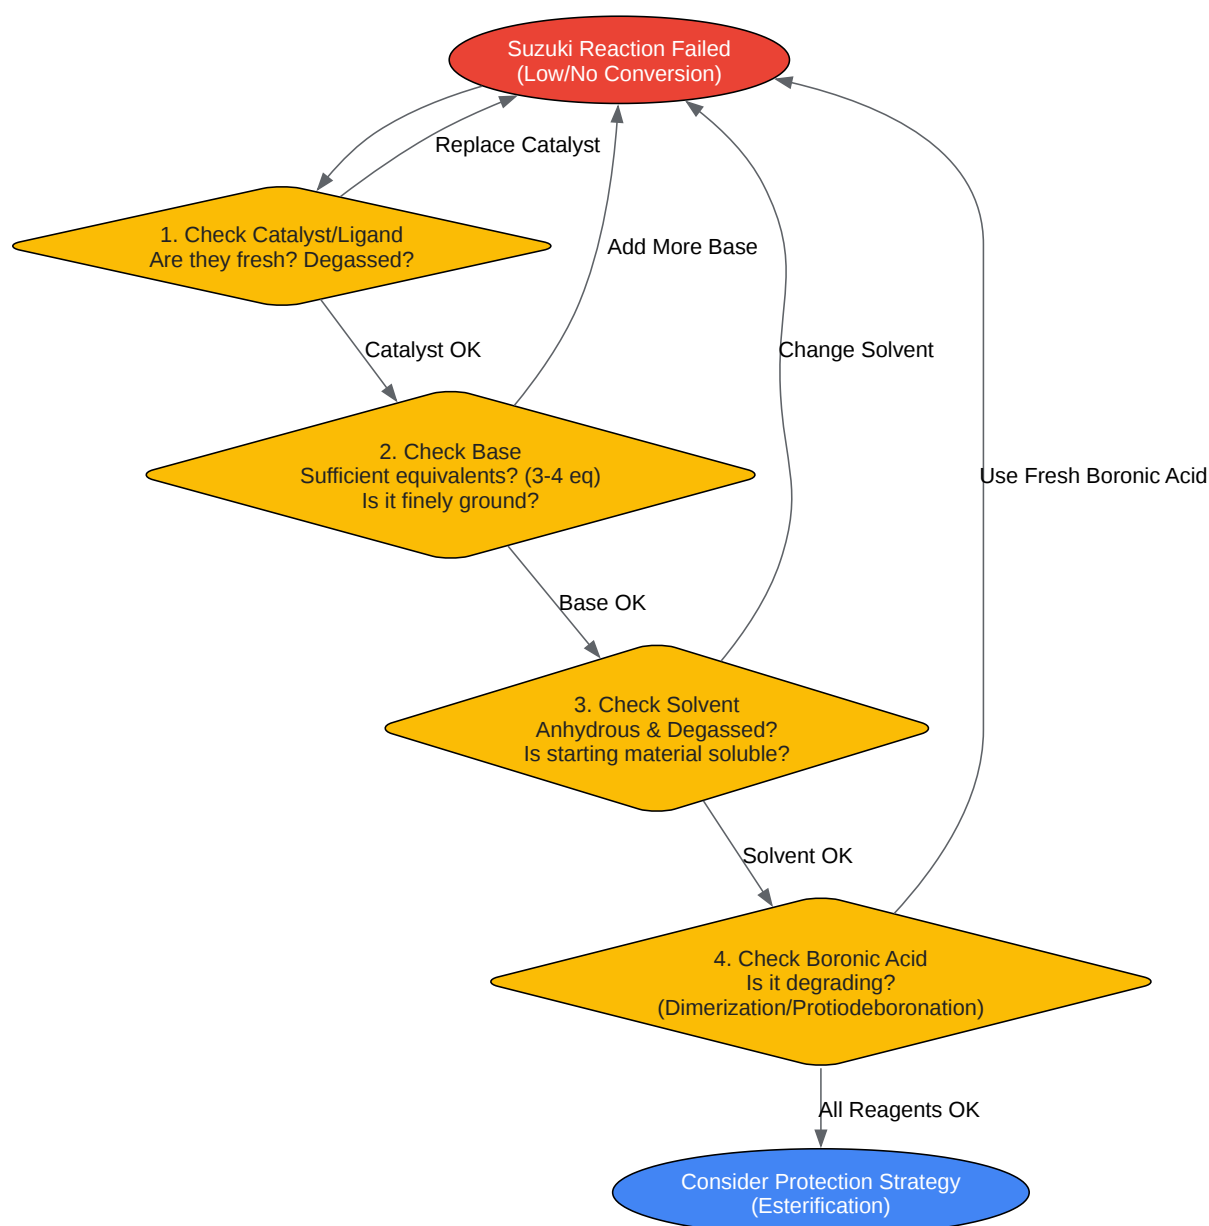 Suzuki Reaction Failed
(Low/No Conversion)
Replace Catalyst
1. Check Catalyst/Ligand
Are they fresh? Degassed?
Add More Base
Catalyst OK
Change Solvent
2. Check Base
Sufficient equivalents? (3-4 eq)
Is it finely ground?
Use Fresh Boronic Acid
Base OK
3. Check Solvent
Anhydrous & Degassed?
Is starting material soluble?
Solvent OK
4. Check Boronic Acid
Is it degrading?
(Dimerization/Protiodeboronation)
All Reagents OK
Consider Protection Strategy
(Esterification)